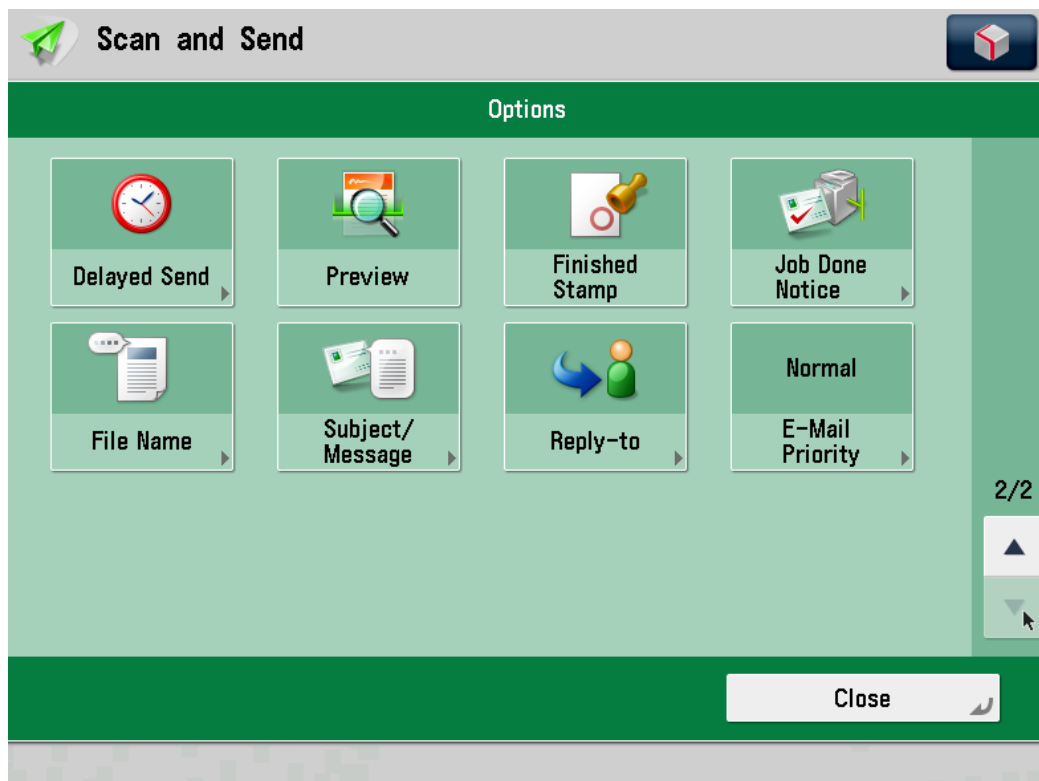 Scan and Send
Options
Delayed Send
Preview
Finished
Stamp
Job Done
Notice
File Name
Subject/
Message
Reply-to
Normal
E-Mail
Priority
2/2
Close